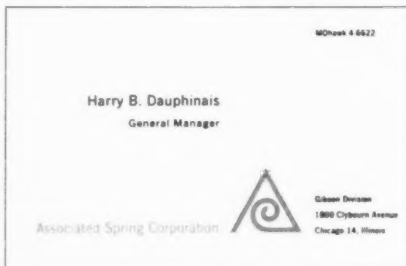 MOhawk 4-6622
Harry B. Dauphinais
General Manager
Associated Spring Corporation
Gibson Division
1800 Clybourn Avenue
Chicago 14, Illinois